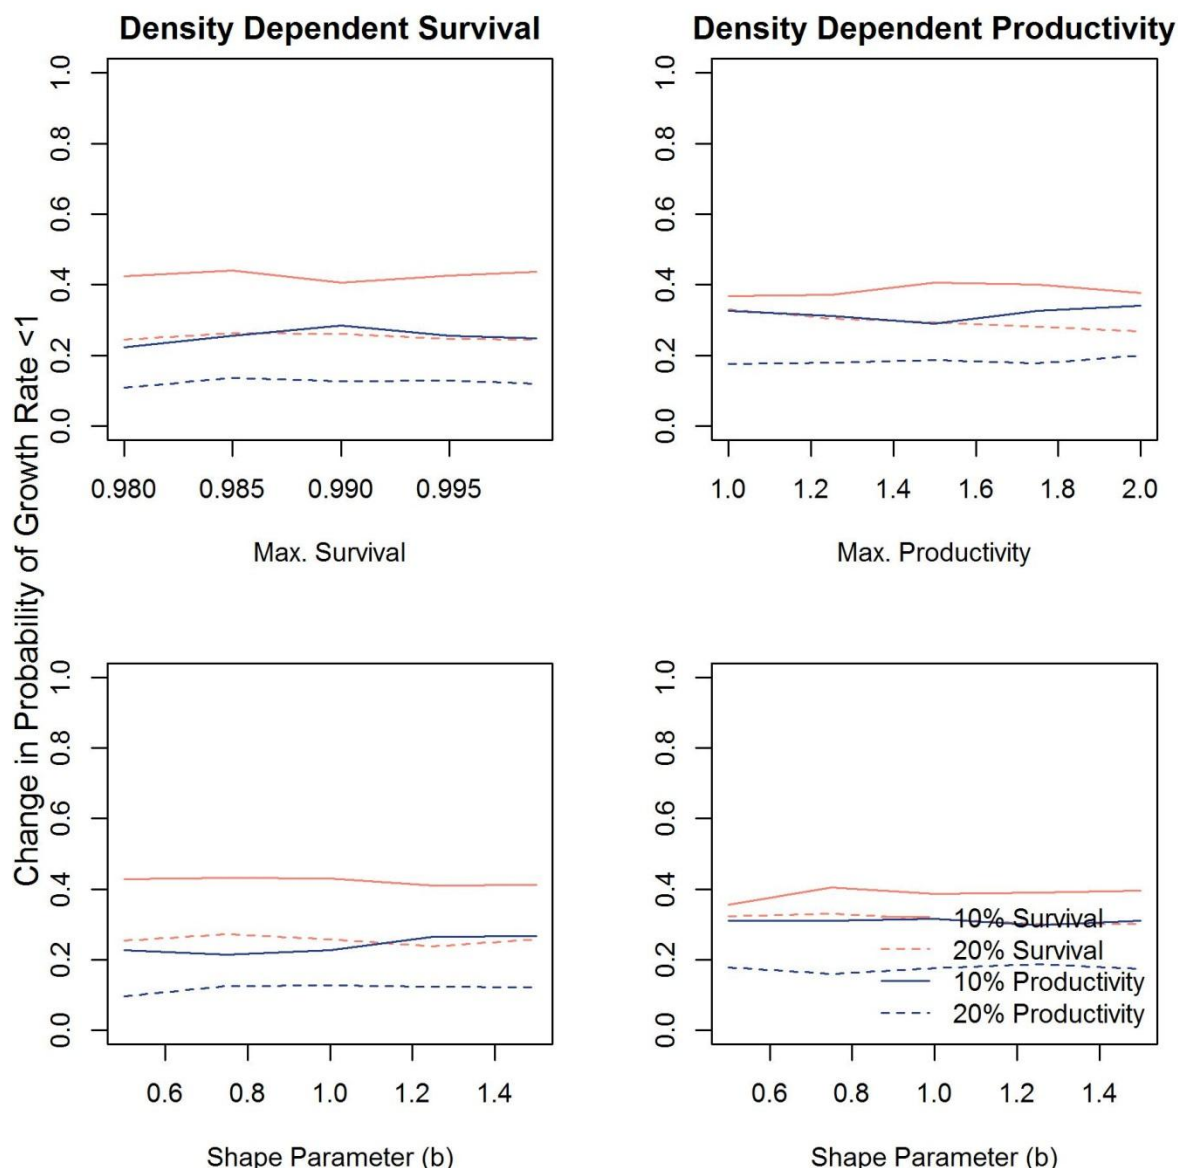 Density Dependent Survival
Density Dependent Productivity
Change in Probability of Growth Rate <1
1.0
0.8
0.6
0.4
0.2
0.0
0.980 0.985 0.990 0.995
Max. Survival
1.0
0.8
0.6
0.4
0.2
0.0
1.0 1.2 1.4 1.6 1.8 2.0
Max. Productivity
1.0
0.8
0.6
0.4
0.2
0.0
0.6 0.8 1.0 1.2 1.4
Shape Parameter (b)
1.0
0.8
0.6
0.4
0.2
0.0
10% Survival
20% Survival
10% Productivity
20% Productivity
0.6 0.8 1.0 1.2 1.4
Shape Parameter (b)